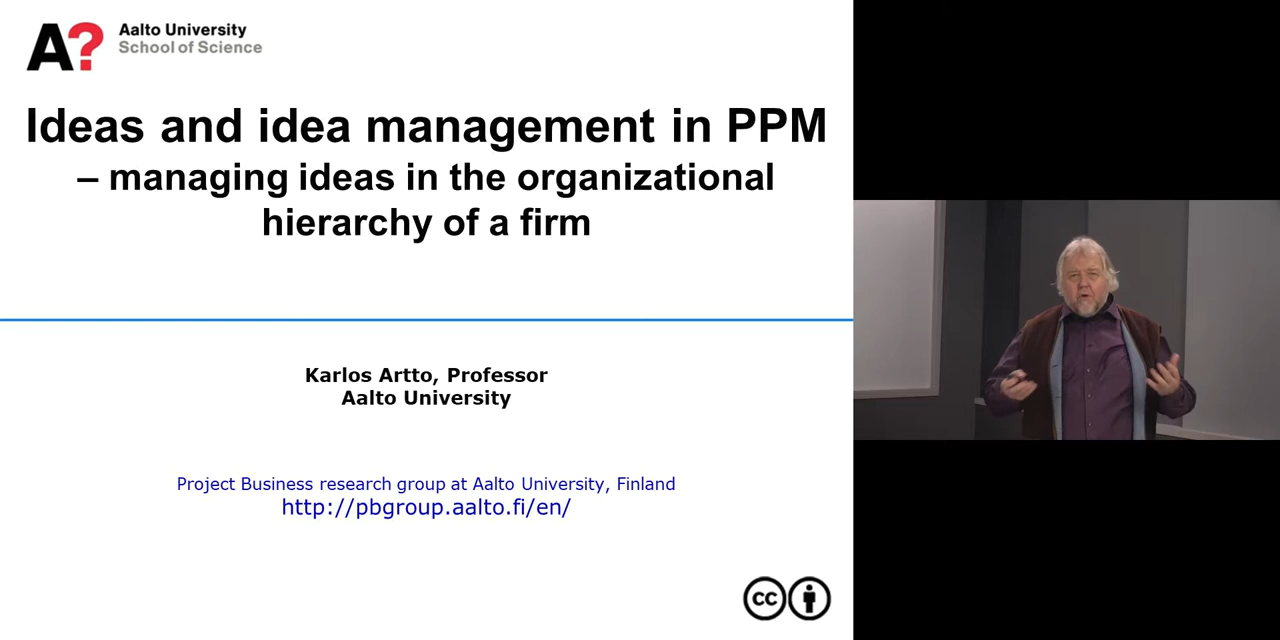 A?
Aalto University
School of Science
Ideas and idea management in PPM
– managing ideas in the organizational
hierarchy of a firm
Karlos Artto, Professor
Aalto University
Project Business research group at Aalto University, Finland
http://pbgroup.aalto.fi/en/
cc